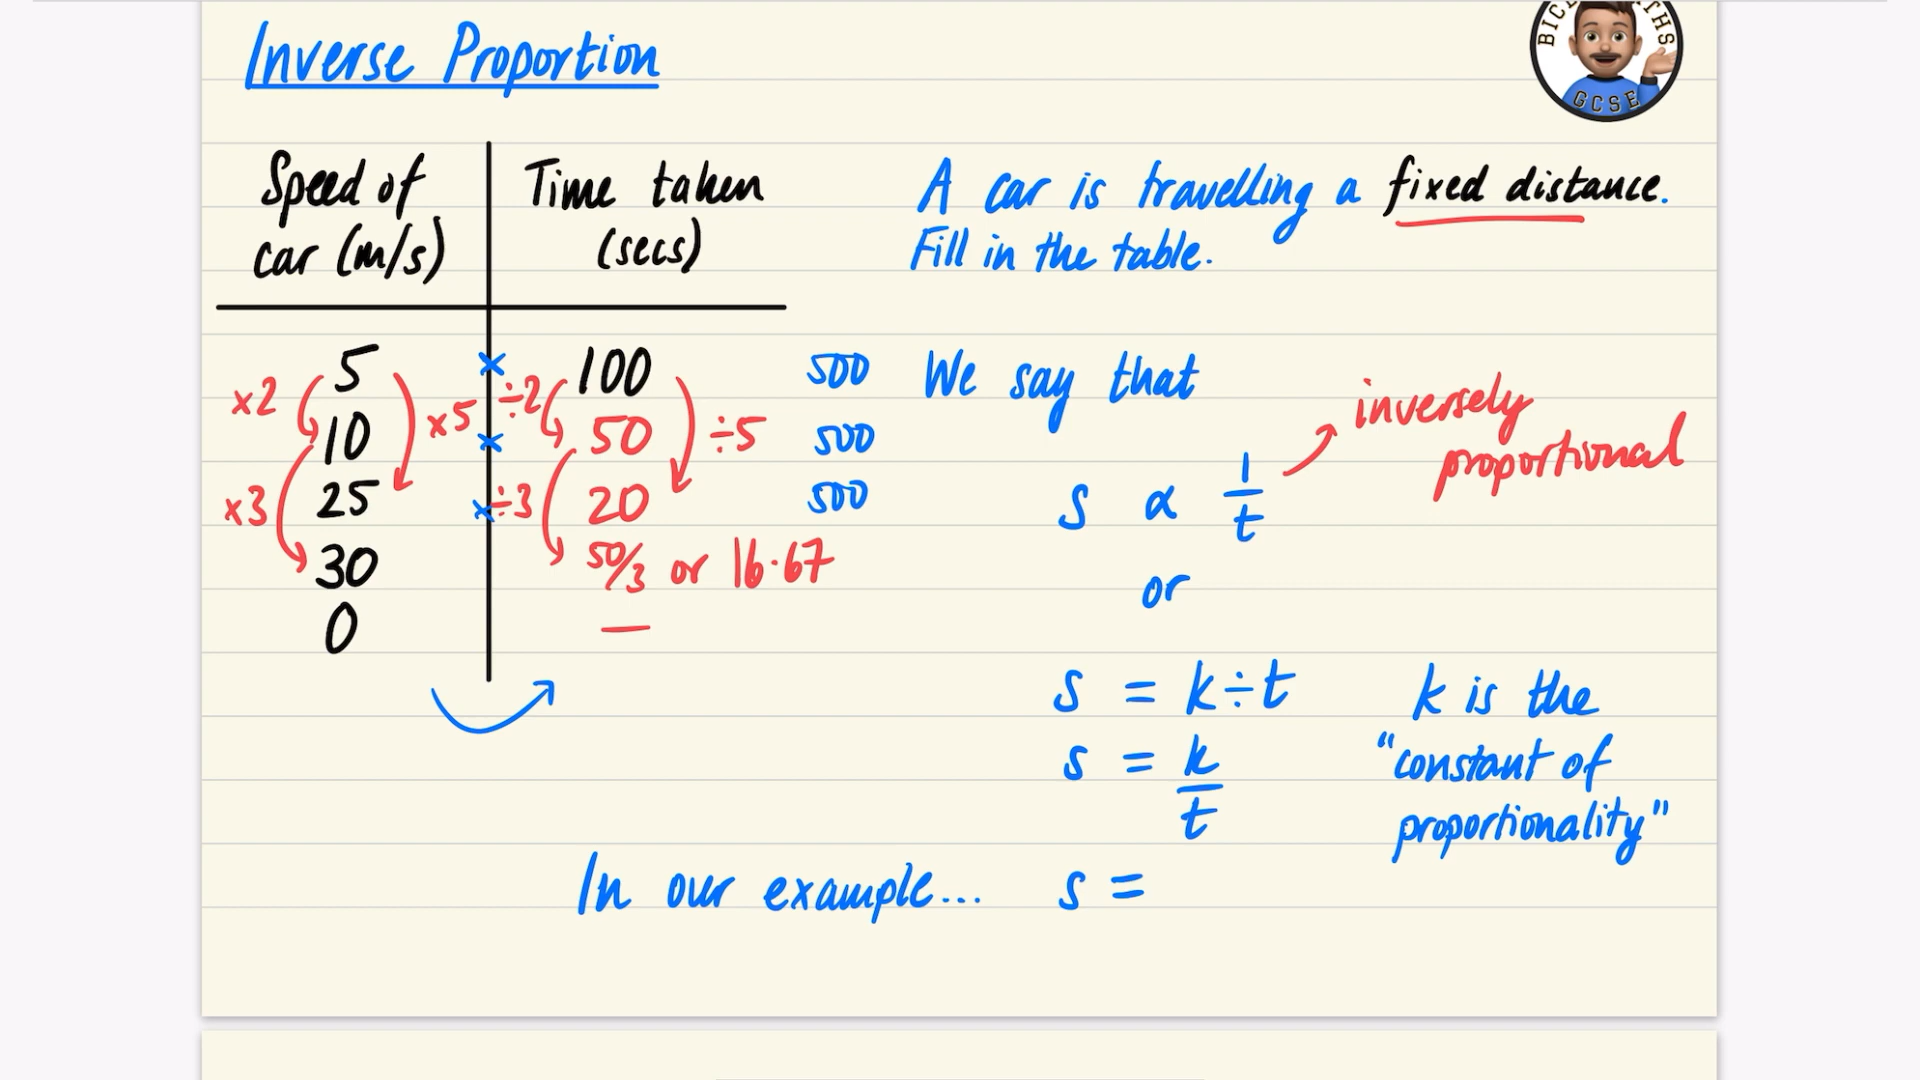 Inverse Proportion
Speed of car (m/s)
Time taken (secs)
A car is travelling a fixed distance.
Fill in the table.
5 × 100 500
×2 ÷2
10 × 50 500
×5 ÷5
25 × 20 500
×3 ÷3
30 50/3 or 16.67
0 —
We say that
s ∝ 1/t
inversely
proportional
or
s = k÷t
s = k/t
k is the
“constant of
proportionality”
In our example... s =
GCSE